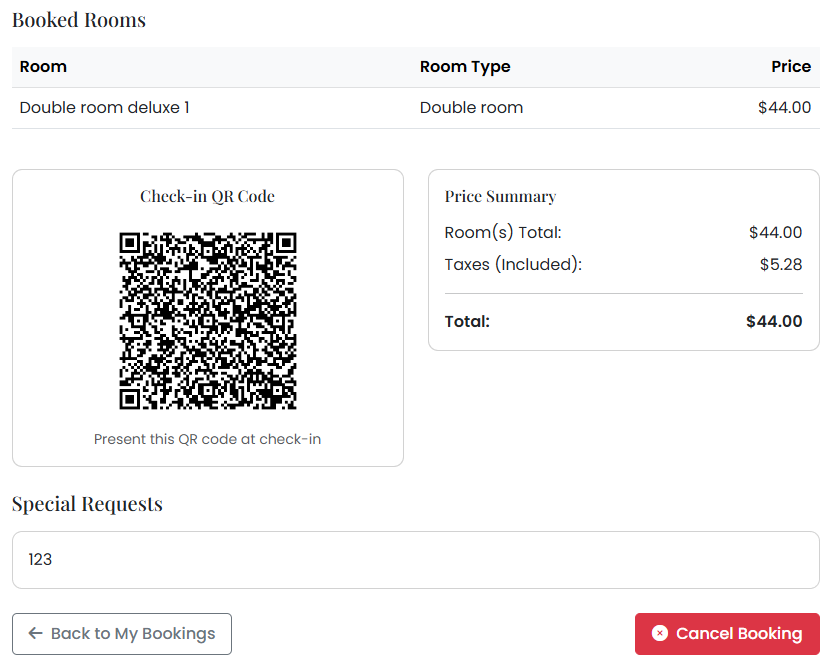 Booked Rooms
Room Room Type Price
Double room deluxe 1 Double room $44.00
Check-in QR Code
Present this QR code at check-in
Price Summary
Room(s) Total: $44.00
Taxes (Included): $5.28
Total: $44.00
Special Requests
123
Back to My Bookings
Cancel Booking